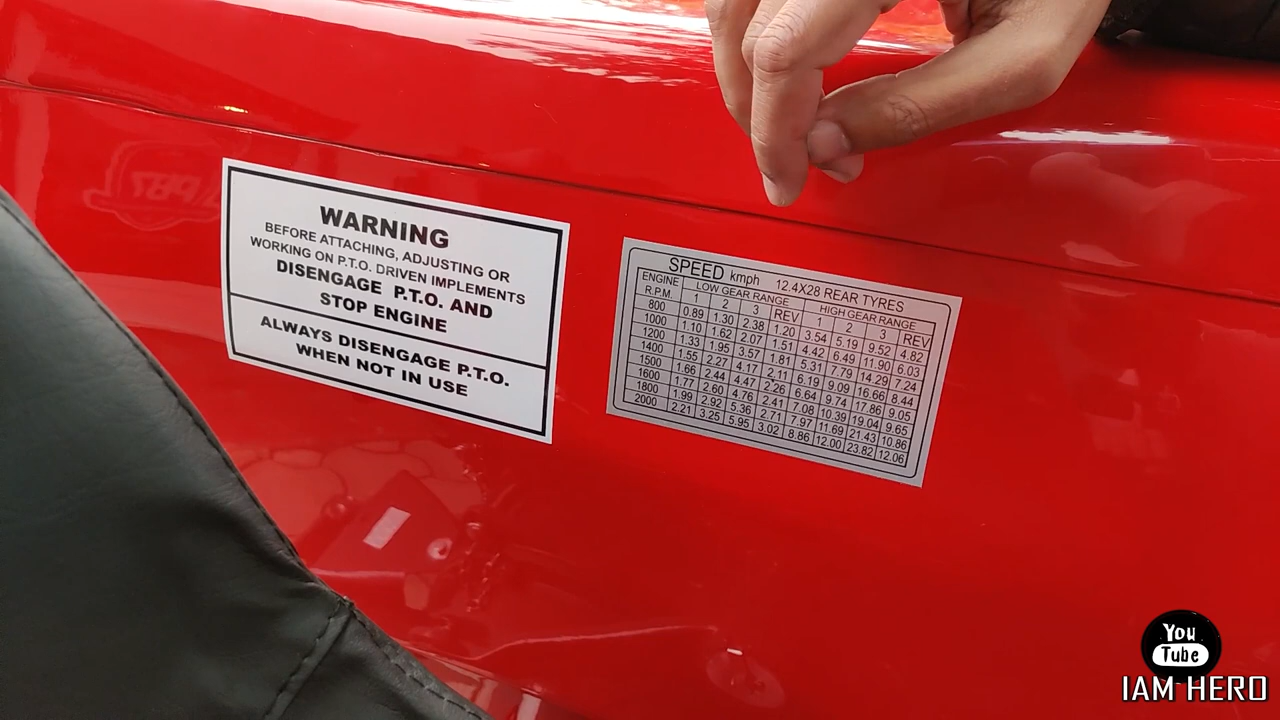 WARNING
BEFORE ATTACHING, ADJUSTING OR
WORKING ON P.T.O. DRIVEN IMPLEMENTS
DISENGAGE P.T.O. AND
STOP ENGINE
ALWAYS DISENGAGE P.T.O.
WHEN NOT IN USE
SPEED kmph 12.4X28 REAR TYRES
ENGINE LOW GEAR RANGE HIGH GEAR RANGE
R.P.M. 1 2 3 REV 1 2 3 REV
800 0.89 1.30 2.38 1.20 3.54 5.19 9.52 4.82
1000 1.10 1.62 2.07 1.51 4.42 6.49 11.90 6.03
1200 1.33 1.95 3.57 1.81 5.31 7.79 14.29 7.24
1400 1.55 2.27 4.17 2.11 6.19 9.09 16.66 8.44
1500 1.66 2.44 4.47 2.26 6.64 9.74 17.86 9.05
1600 1.77 2.60 4.76 2.41 7.08 10.39 19.04 9.65
1800 1.99 2.92 5.36 2.71 7.97 11.69 21.43 10.86
2000 2.21 3.25 5.95 3.02 8.86 12.00 23.82 12.06
You
Tube
IAM HERO